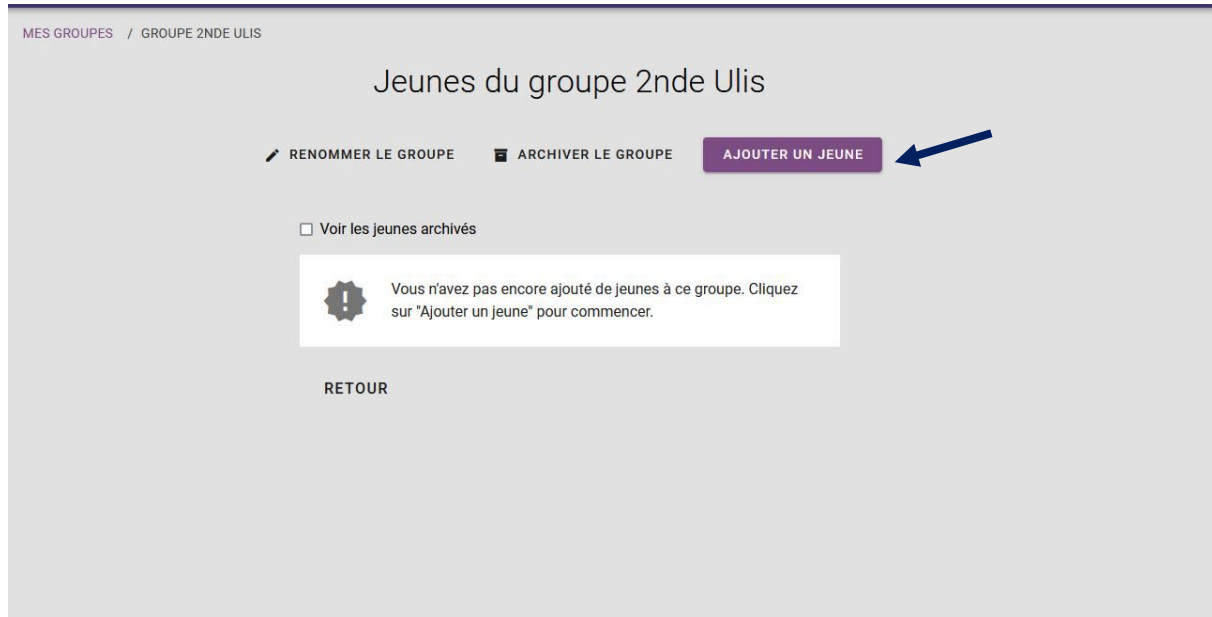 MES GROUPES / GROUPE 2NDE ULIS
Jeunes du groupe 2nde Ulis
RENOMMER LE GROUPE ARCHIVER LE GROUPE AJOUTER UN JEUNE
Voir les jeunes archivés
Vous n'avez pas encore ajouté de jeunes à ce groupe. Cliquez
sur "Ajouter un jeune" pour commencer.
RETOUR